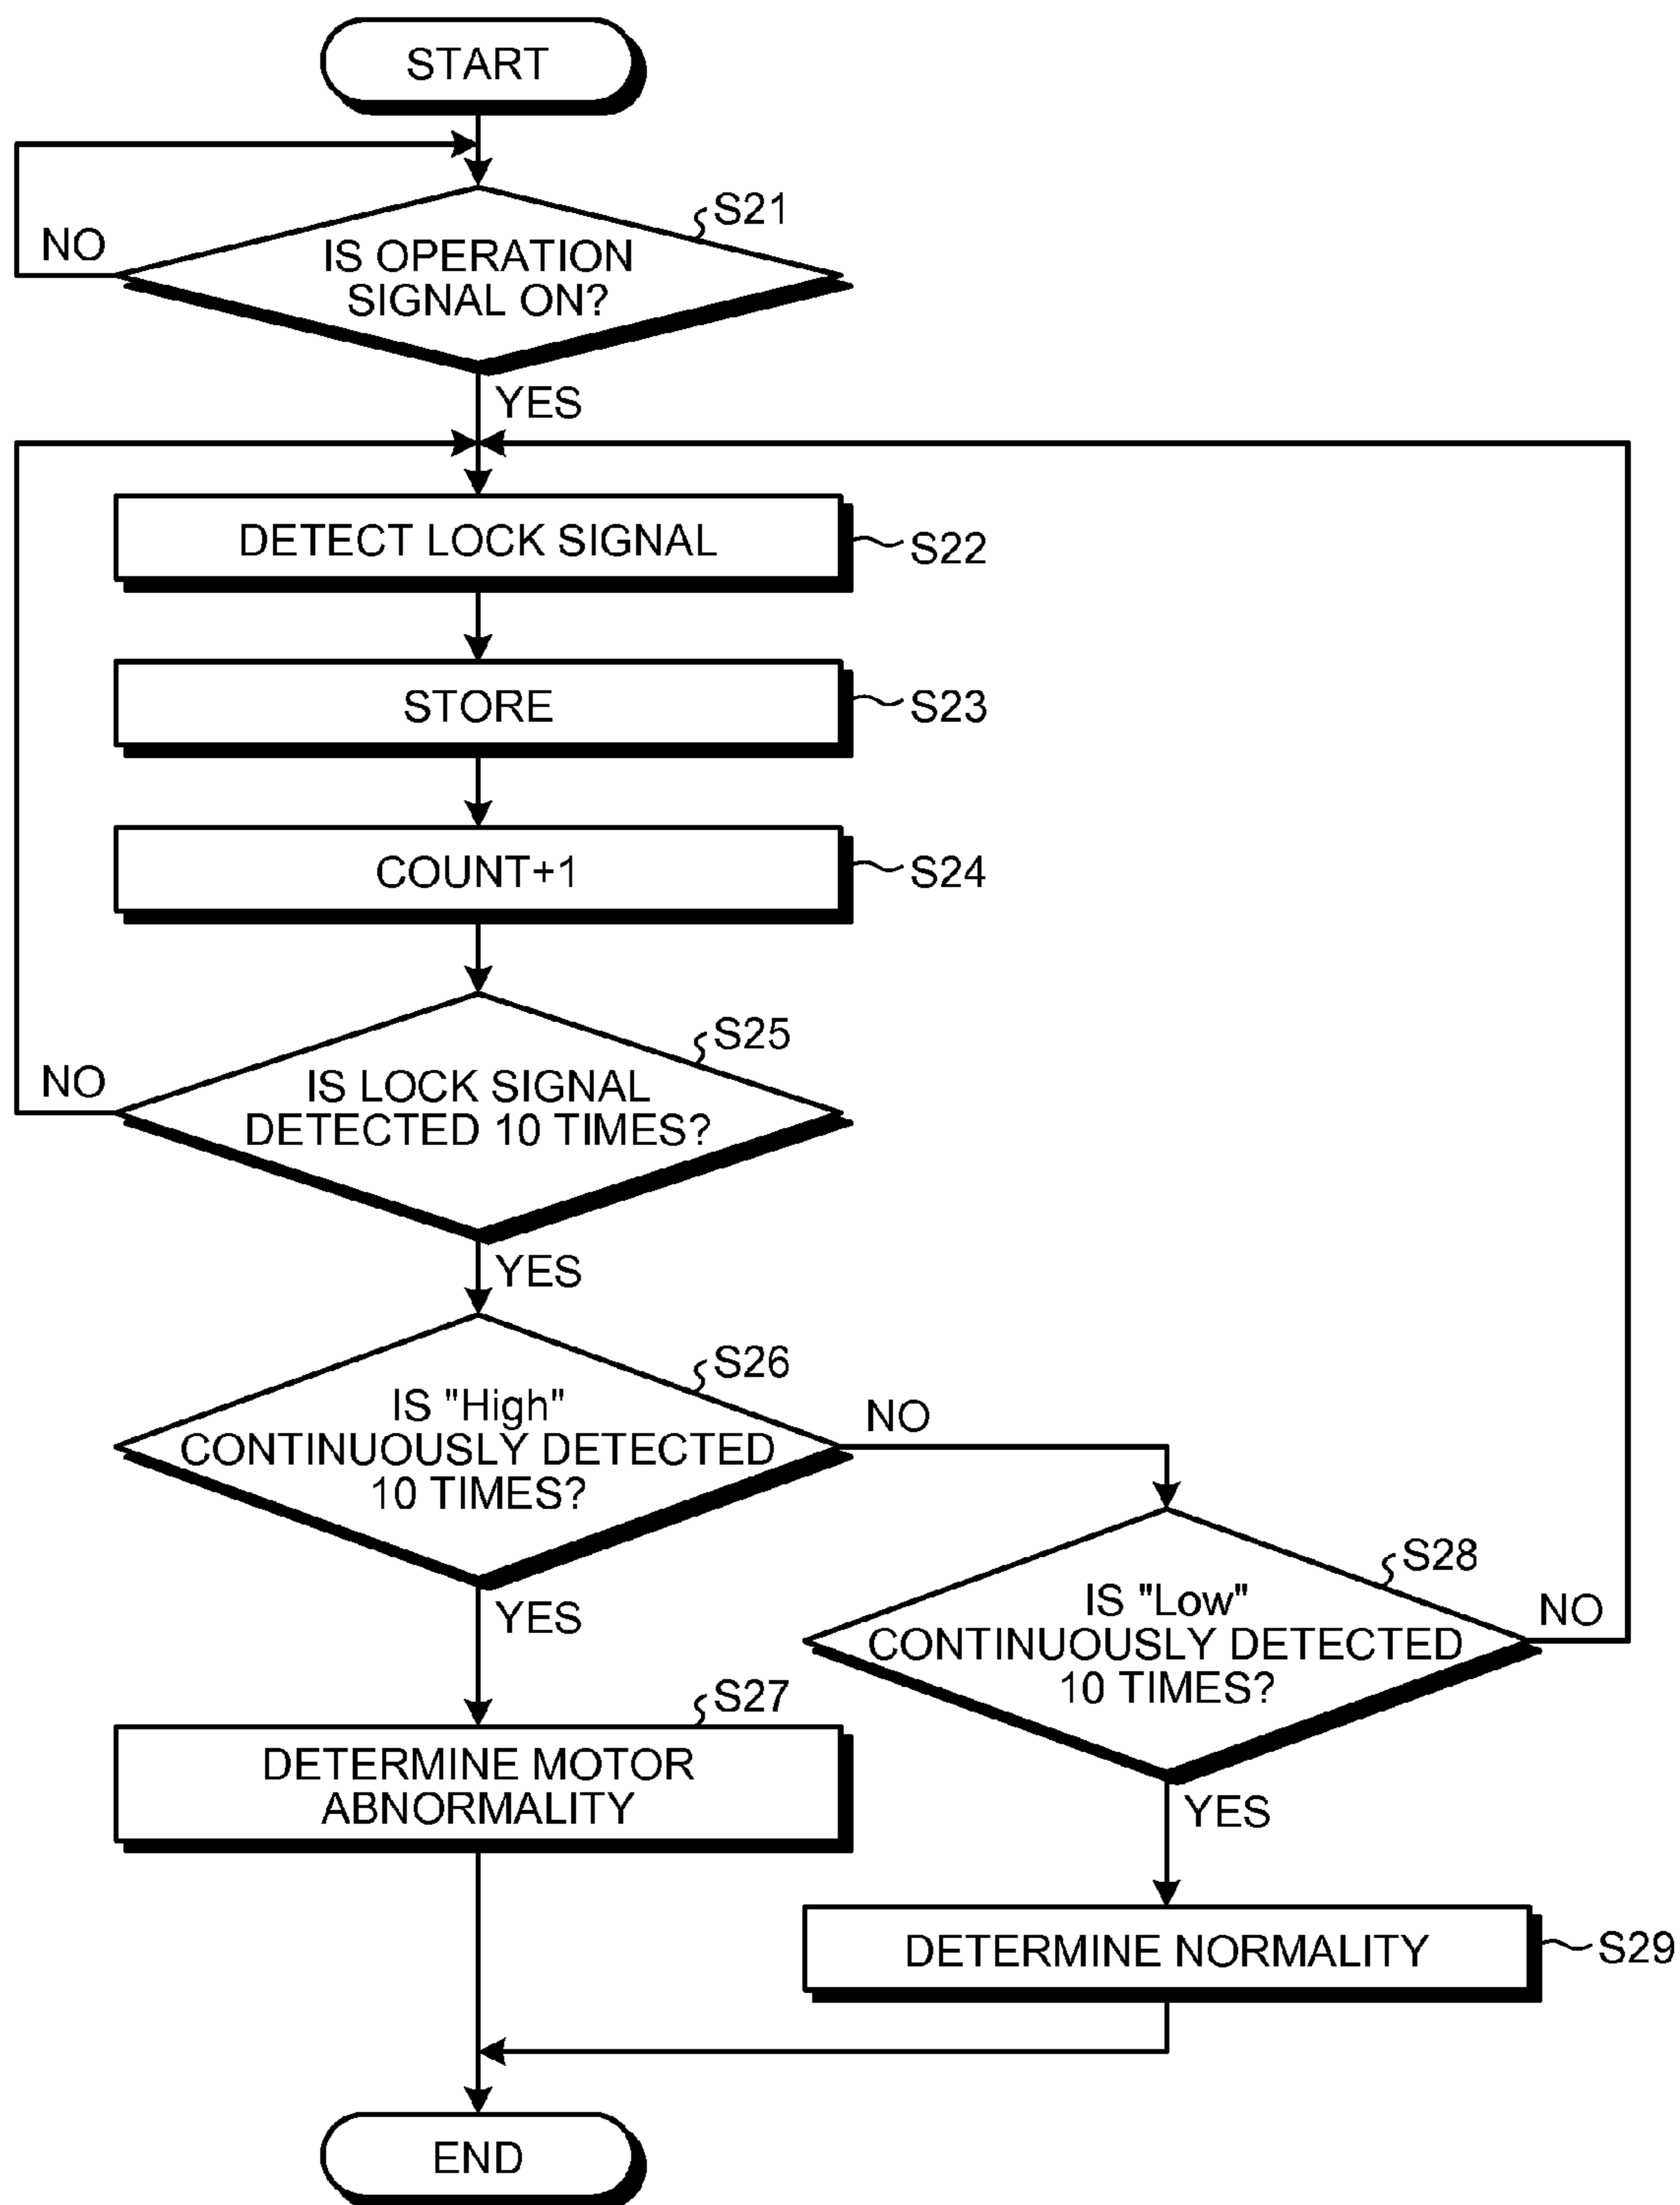 START
S21
NO
IS OPERATION
SIGNAL ON?
YES
DETECT LOCK SIGNAL
S22
STORE
S23
COUNT+1
S24
S25
NO
IS LOCK SIGNAL
DETECTED 10 TIMES?
YES
S26
IS "High"
CONTINUOUSLY DETECTED
10 TIMES?
NO
YES
S28
IS "Low"
CONTINUOUSLY DETECTED
10 TIMES?
NO
YES
S27
DETERMINE MOTOR
ABNORMALITY
DETERMINE NORMALITY
S29
END